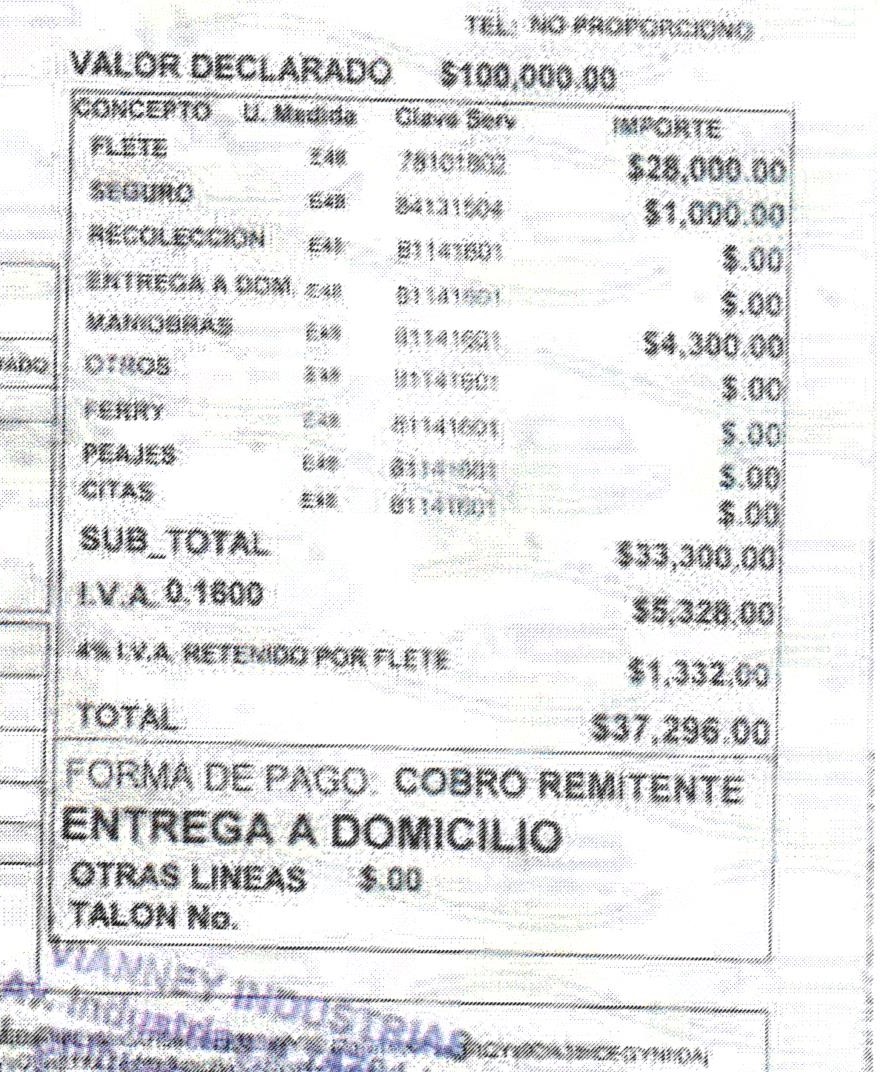 TEL: NO PROPORCIONO
VALOR DECLARADO $100,000.00
CONCEPTO U. Medida Clave Serv IMPORTE
FLETE E48 78101802 $28,000.00
SEGURO E48 84131504 $1,000.00
RECOLECCION E48 81141601 $.00
ENTREGA A DOM. E48 81141601 $.00
MANIOBRAS E48 81141601 $4,300.00
OTROS E48 81141601 $.00
FERRY E48 81141601 $.00
PEAJES E48 81141601 $.00
CITAS E48 81141601 $.00
SUB_TOTAL $33,300.00
I.V.A. 0.1600 $5,328.00
4% I.V.A. RETENIDO POR FLETE $1,332.00
TOTAL $37,296.00
FORMA DE PAGO: COBRO REMITENTE
ENTREGA A DOMICILIO
OTRAS LINEAS $.00
TALON No.
VIANNEY INDUSTRIAS
Av. Industria